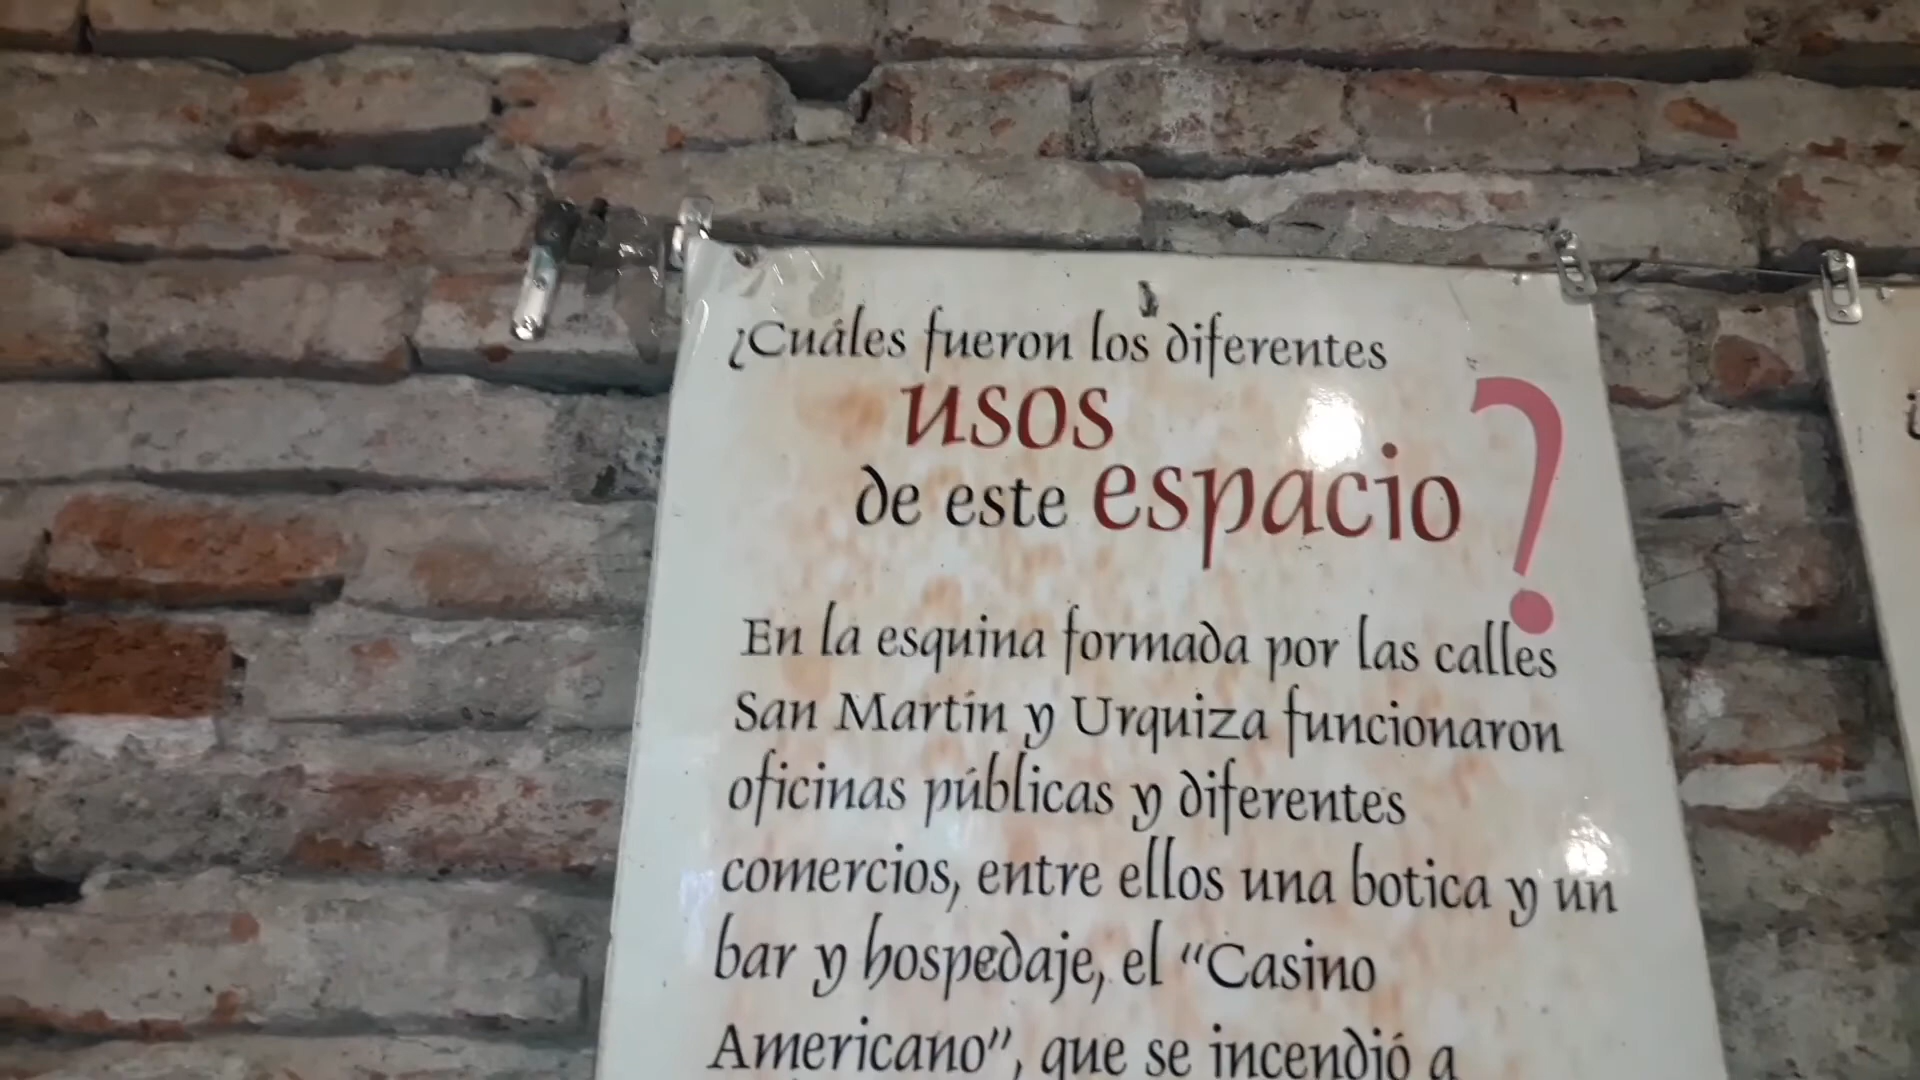 ¿Cuáles fueron los diferentes
usos
de este espacio?
En la esquina formada por las calles
San Martín y Urquiza funcionaron
oficinas públicas y diferentes
comercios, entre ellos una botica y un
bar y hospedaje, el “Casino
Americano”, que se incendió a